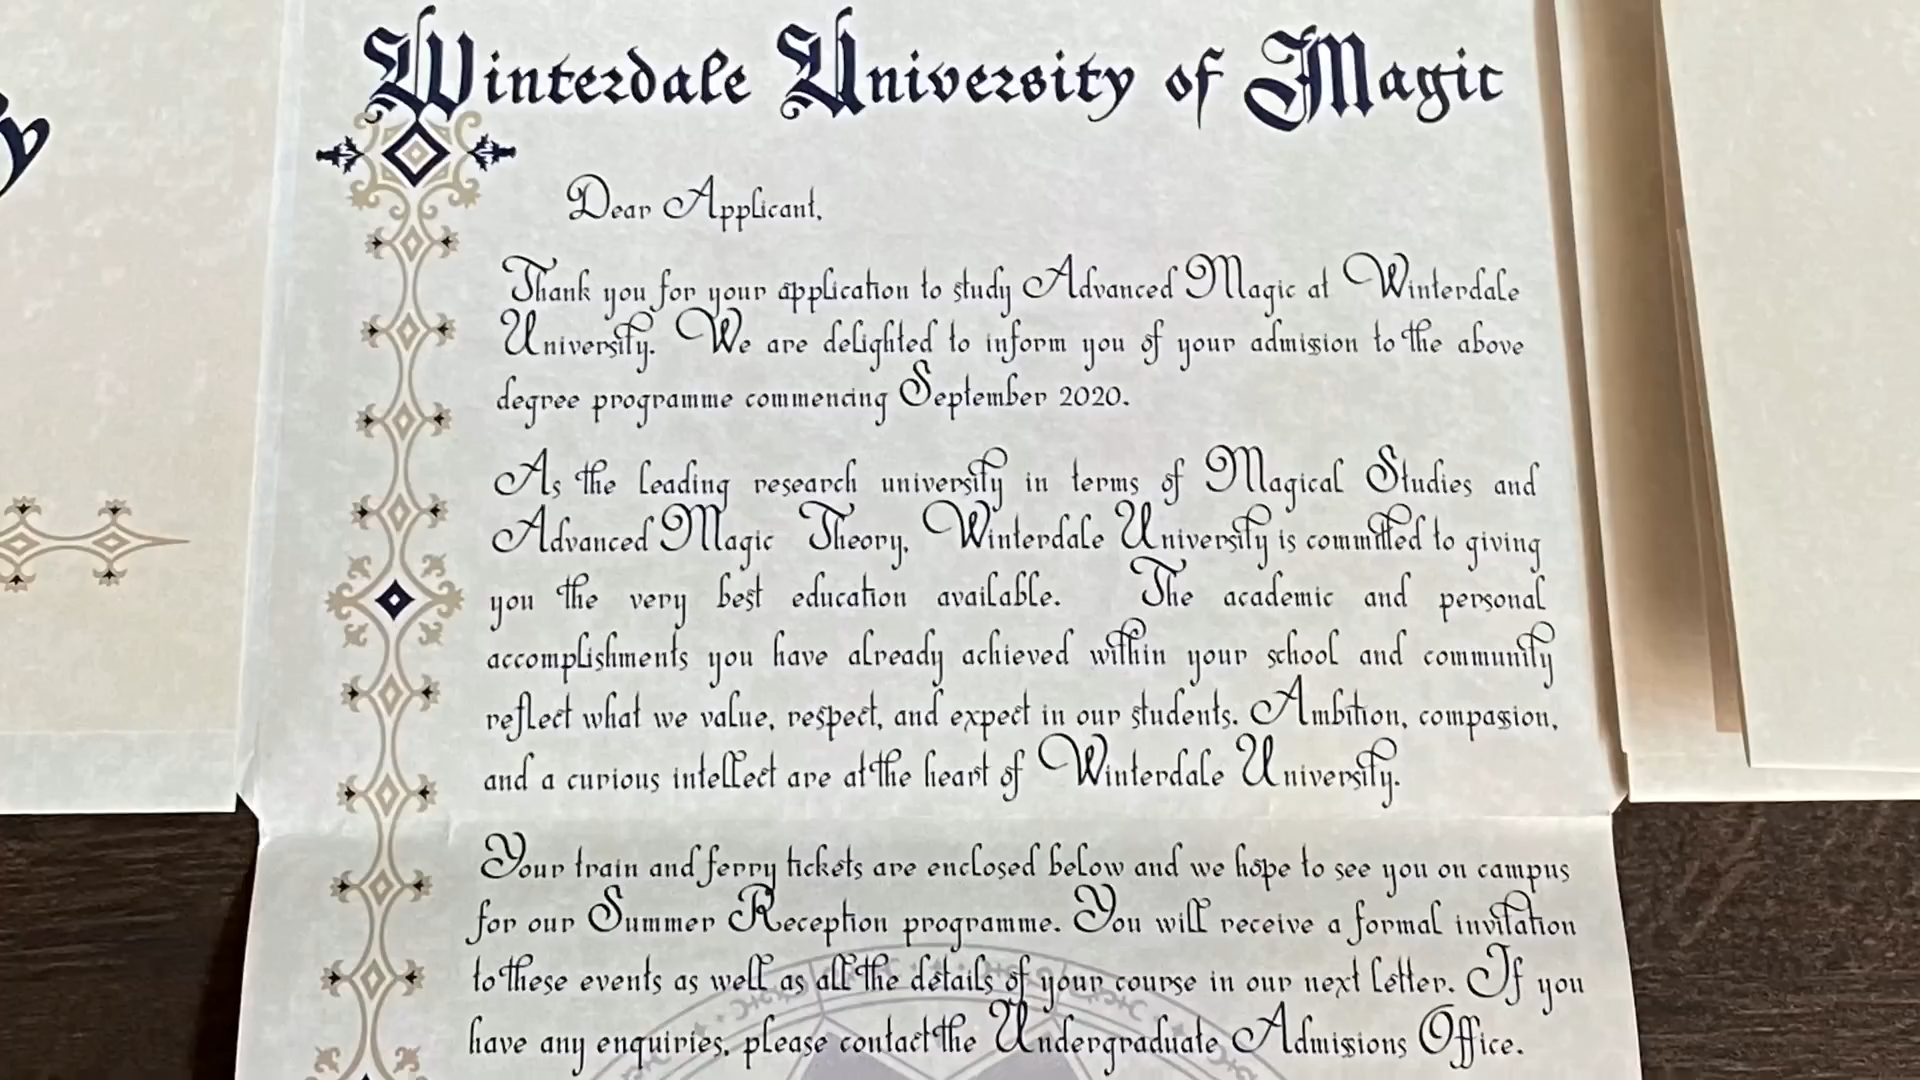 Winterdale University of Magic
Dear Applicant,
Thank you for your application to study Advanced Magic at Winterdale
University. We are delighted to inform you of your admission to the above
degree programme commencing September 2020.
As the leading research university in terms of Magical Studies and
Advanced Magic Theory, Winterdale University is committed to giving
you the very best education available. The academic and personal
accomplishments you have already achieved within your school and community
reflect what we value, respect, and expect in our students. Ambition, compassion,
and a curious intellect are at the heart of Winterdale University.
Your train and ferry tickets are enclosed below and we hope to see you on campus
for our Summer Reception programme. You will receive a formal invitation
to these events as well as all the details of your course in our next letter. If you
have any enquiries, please contact the Undergraduate Admissions Office.